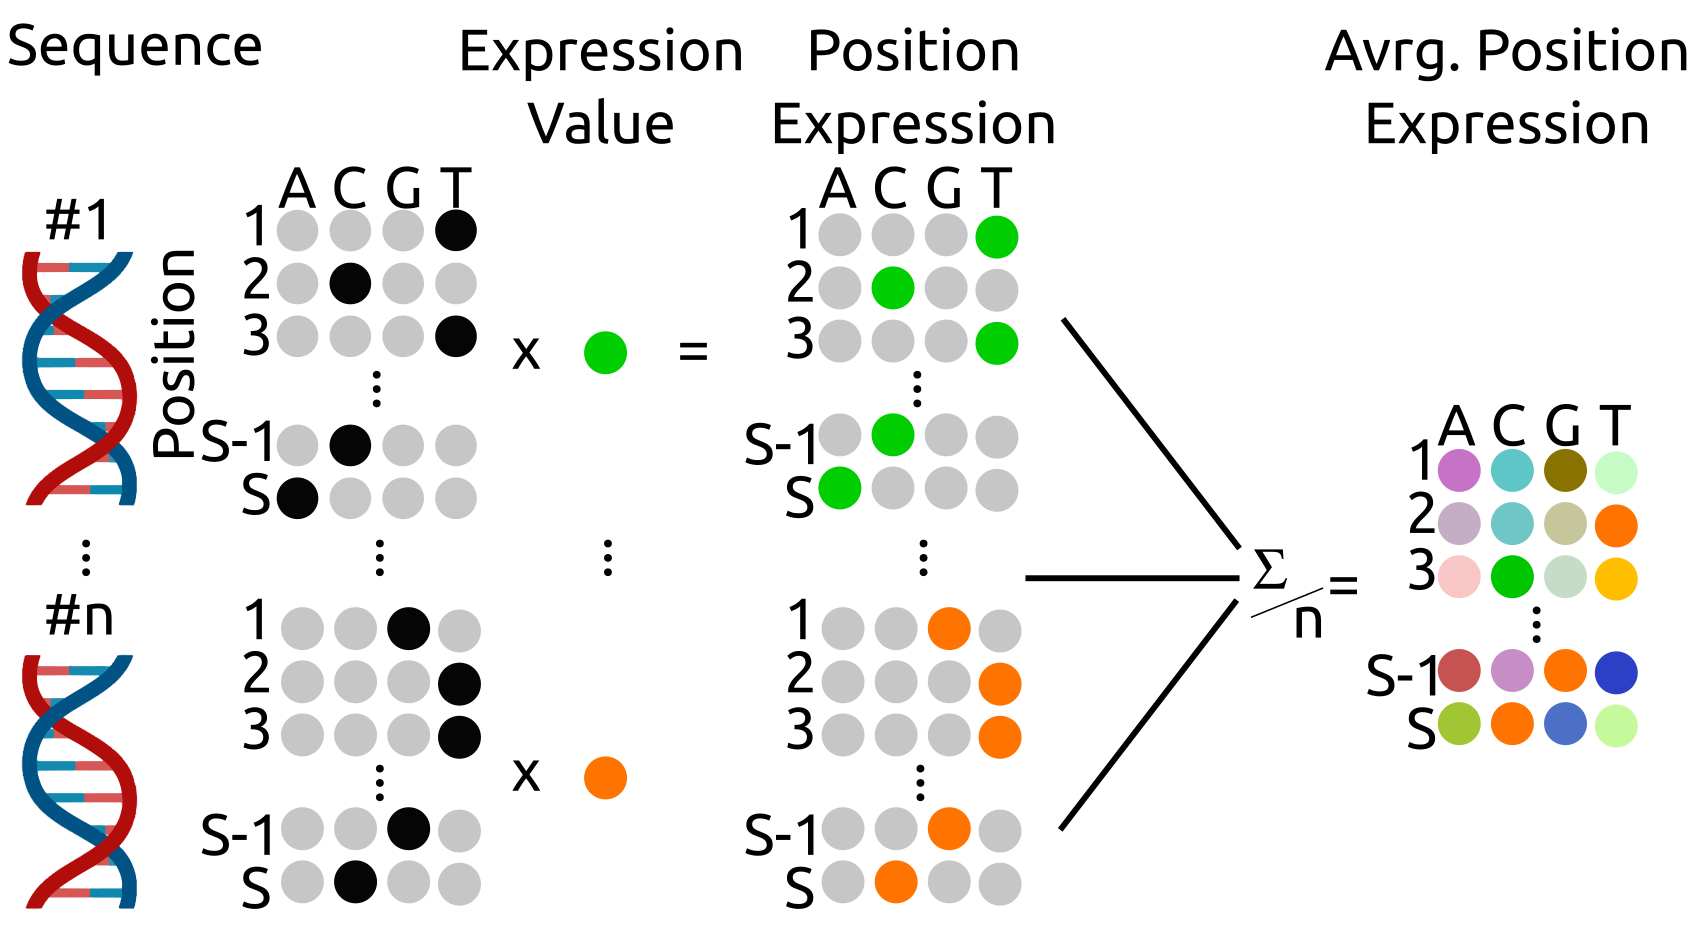 Sequence
Expression Value
Position Expression
Avrg. Position Expression
#1
Position
A C G T
1
2
3
S-1
S
x
=
A C G T
1
2
3
S-1
S
#n
1
2
3
S-1
S
x
1
2
3
S-1
S
Σ
n
=
A C G T
1
2
3
S-1
S